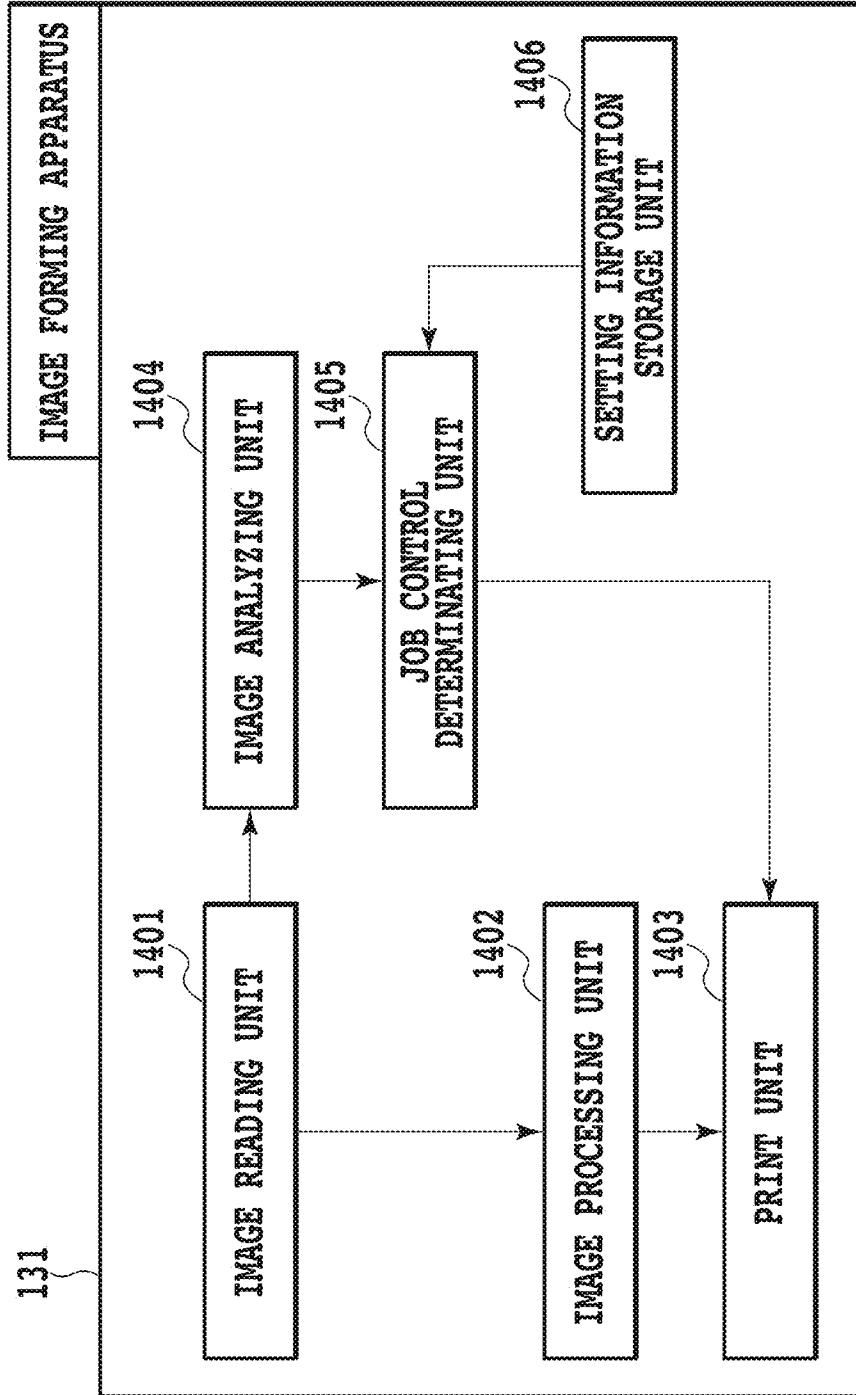 IMAGE FORMING APPARATUS
131
1401
IMAGE READING UNIT
1404
IMAGE ANALYZING UNIT
1405
JOB CONTROL
DETERMINATING UNIT
1402
IMAGE PROCESSING UNIT
1403
PRINT UNIT
1406
SETTING INFORMATION
STORAGE UNIT